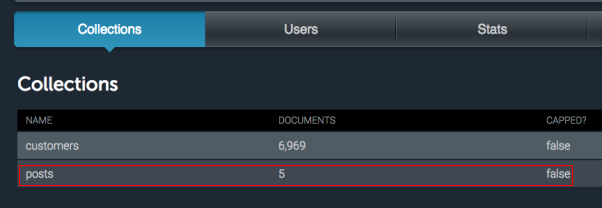 Collections Users Stats
Collections
NAME DOCUMENTS CAPPED?
customers 6,969 false
posts 5 false